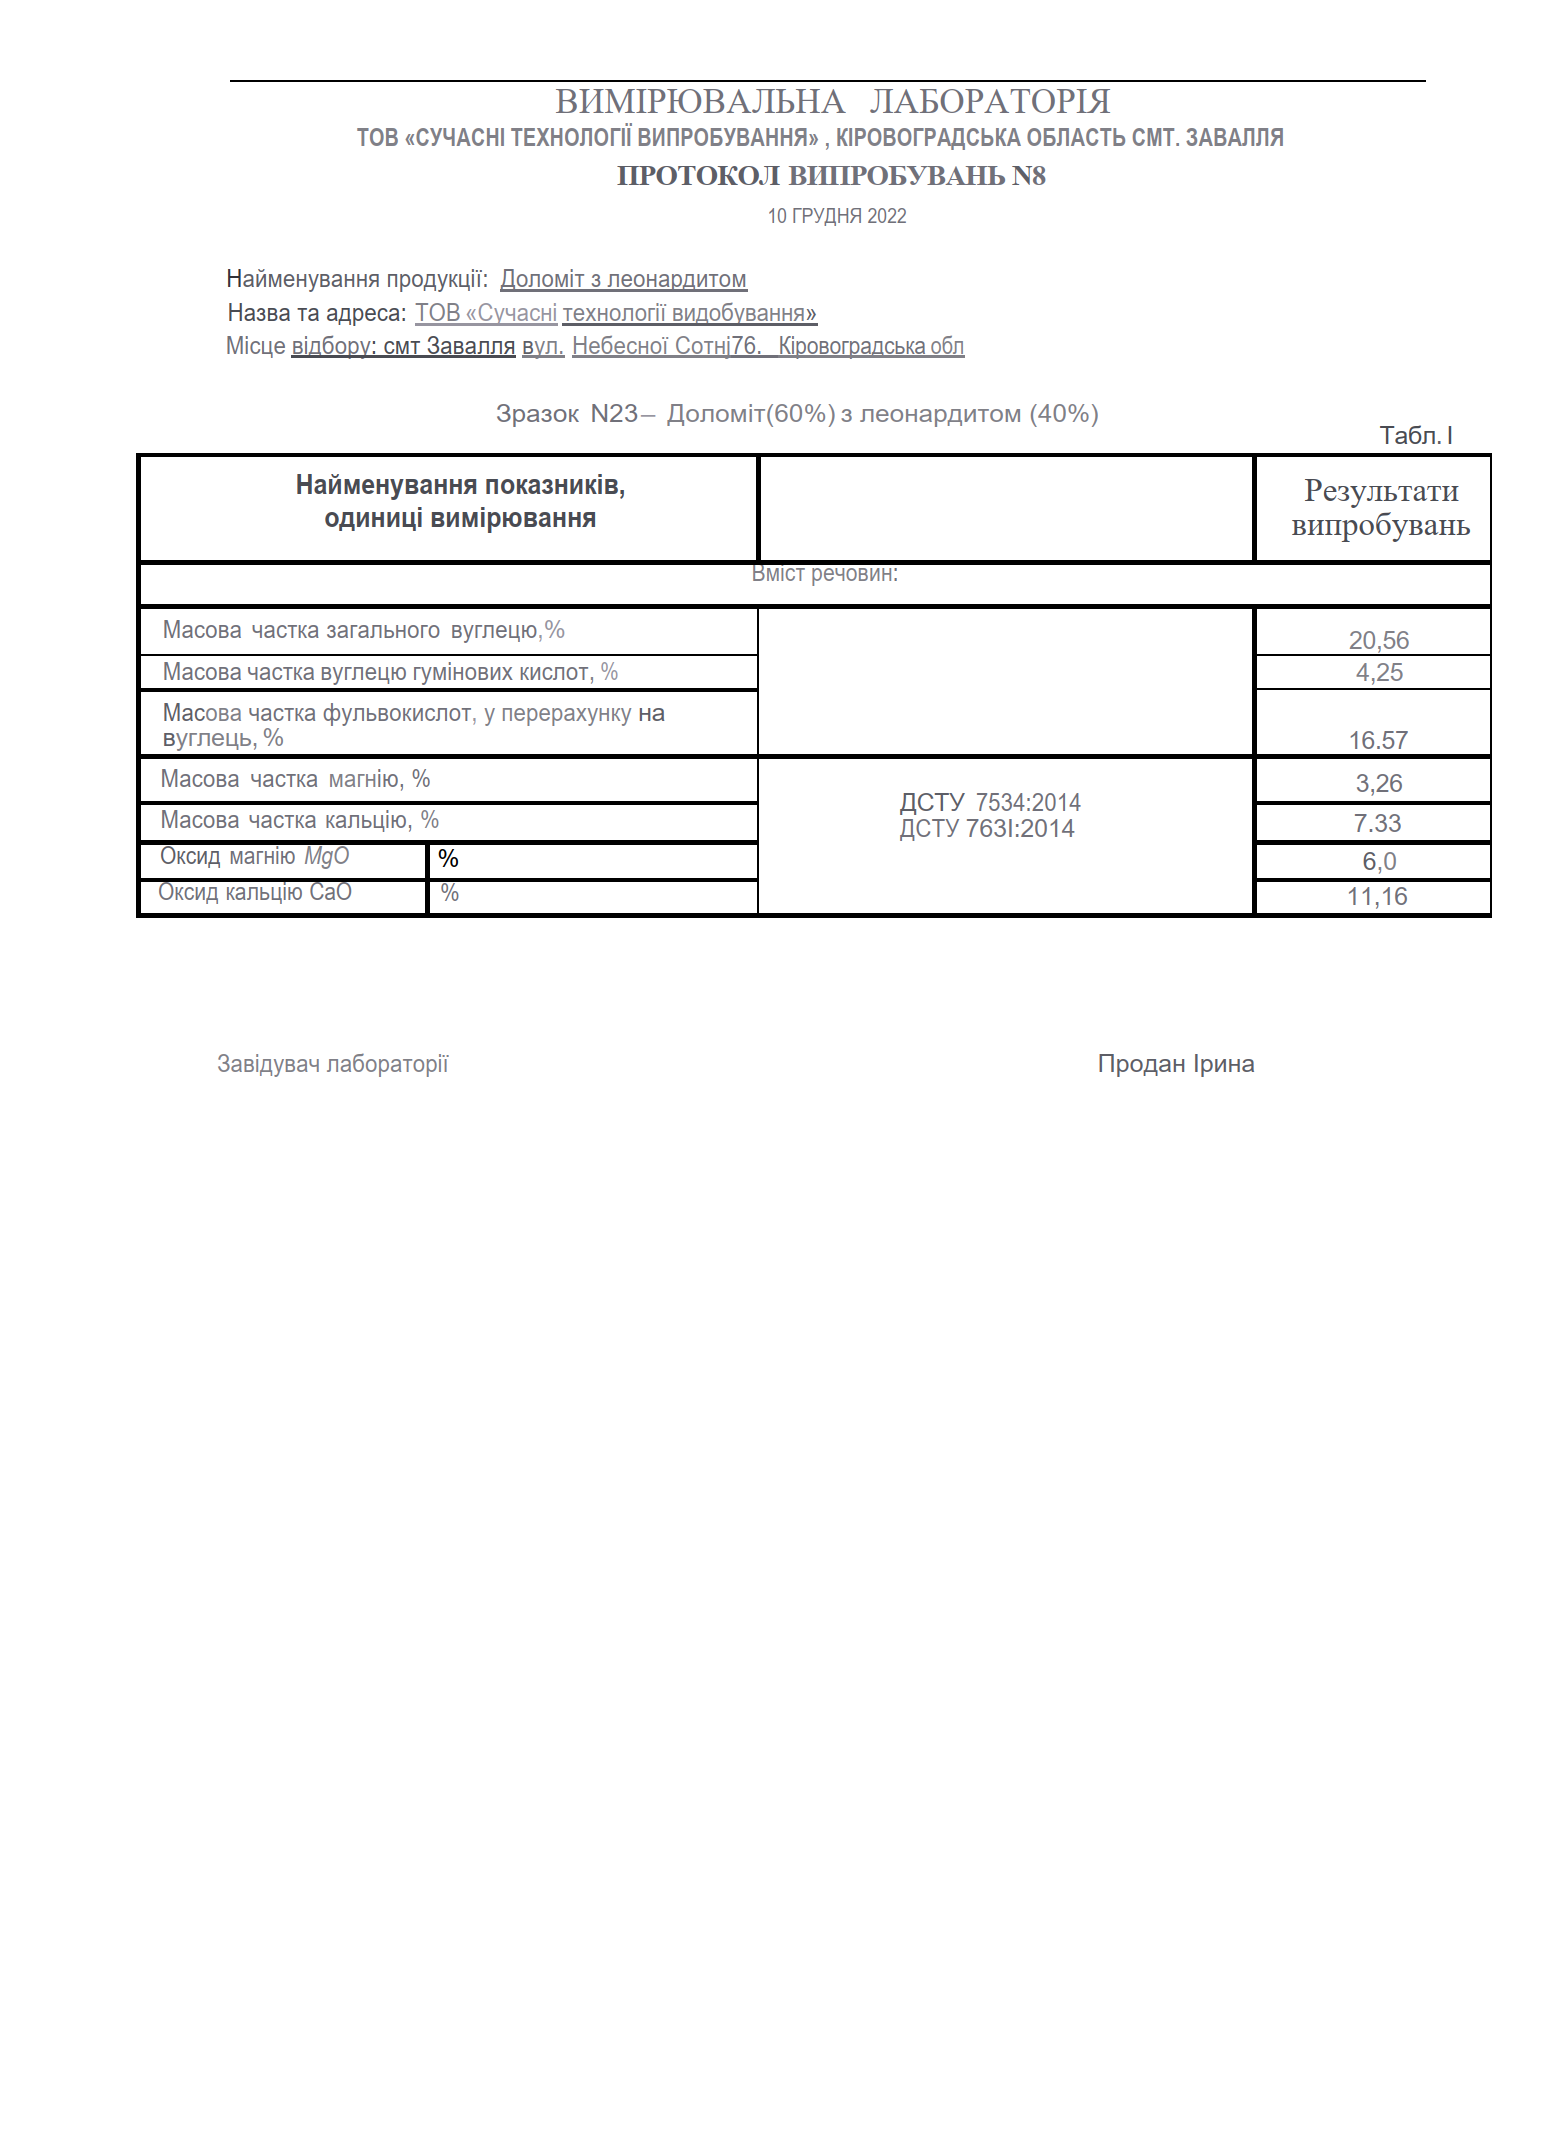 ВИМІРЮВАЛЬНА ЛАБОРАТОРІЯ
ТОВ «СУЧАСНІ ТЕХНОЛОГІЇ ВИПРОБУВАННЯ» , КІРОВОГРАДСЬКА ОБЛАСТЬ СМТ. ЗАВАЛЛЯ
ПРОТОКОЛ ВИПРОБУВАНЬ N8
10 ГРУДНЯ 2022
Найменування продукції: Доломіт з леонардитом
Назва та адреса: ТОВ «Сучасні технології видобування»
Місце відбору: смт Завалля вул. Небесної Сотнј76. Кіровоградська обл
Зразок N23– Доломіт(60%) з леонардитом (40%)
Табл. I
Найменування показників,
одиниці вимірювання
Результати
випробувань
Вміст речовин:
Масова частка загального вуглецю,%
20,56
Масова частка вуглецю гумінових кислот, %
4,25
Масова частка фульвокислот, у перерахунку на
вуглець, %
16.57
Масова частка магнію, %
3,26
ДСТУ 7534:2014
ДСТУ 763I:2014
Масова частка кальцію, %
7.33
Оксид магнію MgO %
6,0
Оксид кальцію CaO %
11,16
Завідувач лабораторії Продан Ірина